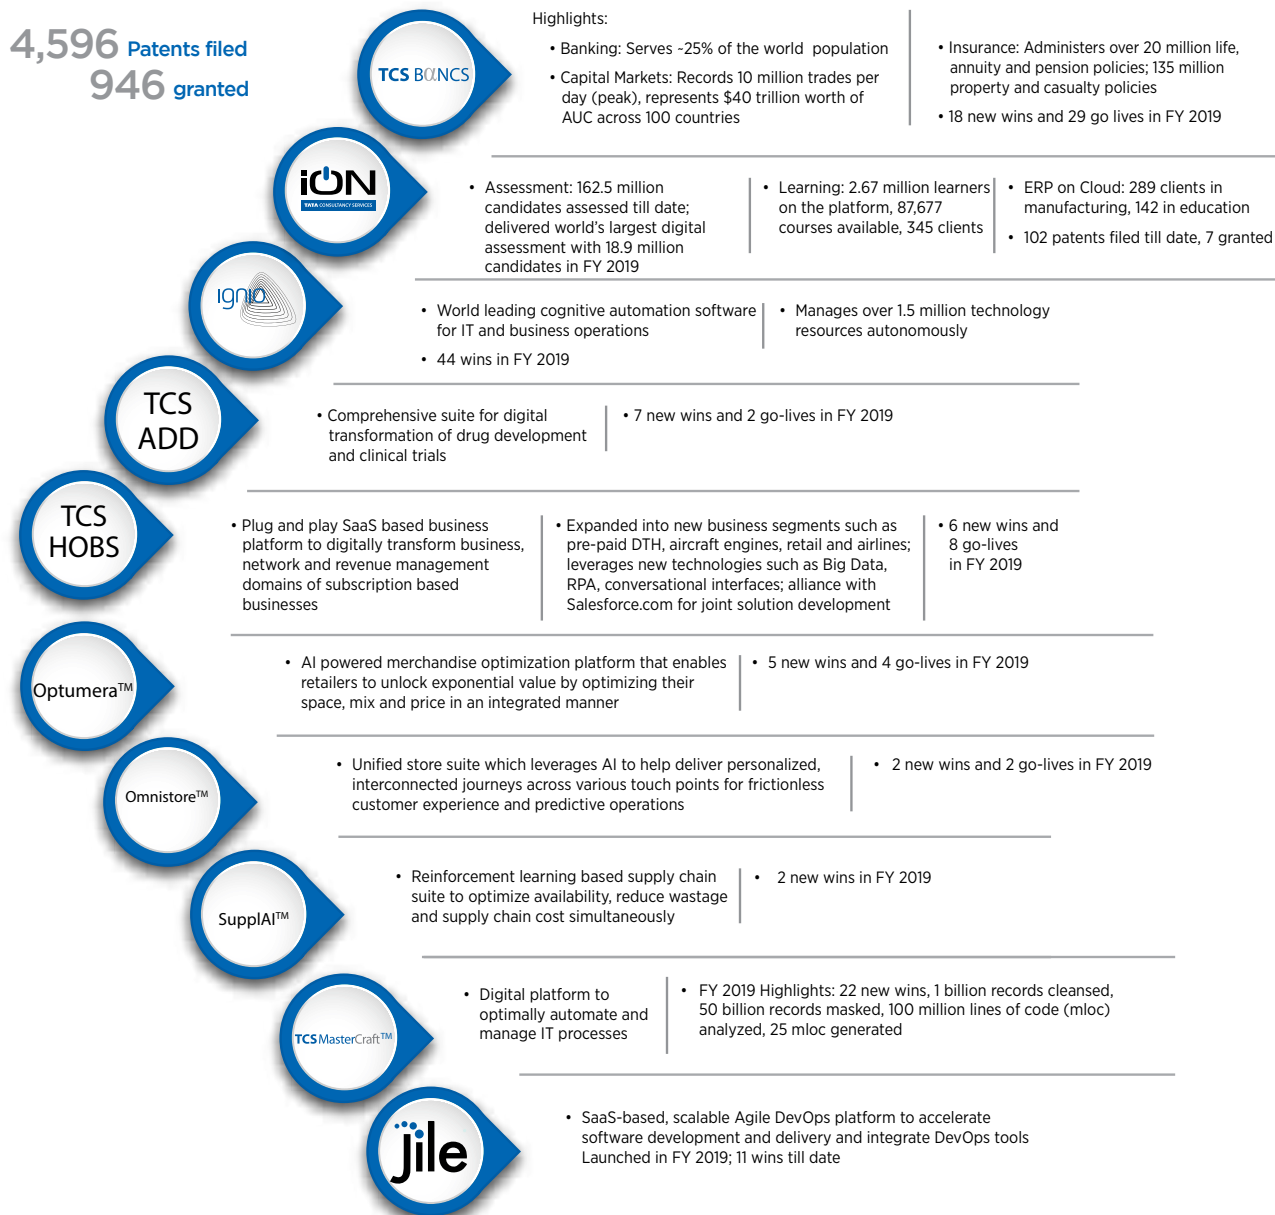 4,596 Patents filed
946 granted
TCS BαNCS
Highlights:
• Banking: Serves ~25% of the world population
• Capital Markets: Records 10 million trades per
day (peak), represents $40 trillion worth of
AUC across 100 countries
• Insurance: Administers over 20 million life,
annuity and pension policies; 135 million
property and casualty policies
• 18 new wins and 29 go lives in FY 2019
iON
TATA CONSULTANCY SERVICES
• Assessment: 162.5 million
candidates assessed till date;
delivered world's largest digital
assessment with 18.9 million
candidates in FY 2019
• Learning: 2.67 million learners
on the platform, 87,677
courses available, 345 clients
• ERP on Cloud: 289 clients in
manufacturing, 142 in education
• 102 patents filed till date, 7 granted
ignio
• World leading cognitive automation software
for IT and business operations
• 44 wins in FY 2019
• Manages over 1.5 million technology
resources autonomously
TCS
ADD
• Comprehensive suite for digital
transformation of drug development
and clinical trials
• 7 new wins and 2 go-lives in FY 2019
TCS
HOBS
• Plug and play SaaS based business
platform to digitally transform business,
network and revenue management
domains of subscription based
businesses
• Expanded into new business segments such as
pre-paid DTH, aircraft engines, retail and airlines;
leverages new technologies such as Big Data,
RPA, conversational interfaces; alliance with
Salesforce.com for joint solution development
• 6 new wins and
8 go-lives
in FY 2019
Optumera™
• AI powered merchandise optimization platform that enables
retailers to unlock exponential value by optimizing their
space, mix and price in an integrated manner
• 5 new wins and 4 go-lives in FY 2019
Omnistore™
• Unified store suite which leverages AI to help deliver personalized,
interconnected journeys across various touch points for frictionless
customer experience and predictive operations
• 2 new wins and 2 go-lives in FY 2019
SupplAI™
• Reinforcement learning based supply chain
suite to optimize availability, reduce wastage
and supply chain cost simultaneously
• 2 new wins in FY 2019
TCS MasterCraft™
• Digital platform to
optimally automate and
manage IT processes
• FY 2019 Highlights: 22 new wins, 1 billion records cleansed,
50 billion records masked, 100 million lines of code (mloc)
analyzed, 25 mloc generated
jile
• SaaS-based, scalable Agile DevOps platform to accelerate
software development and delivery and integrate DevOps tools
Launched in FY 2019; 11 wins till date